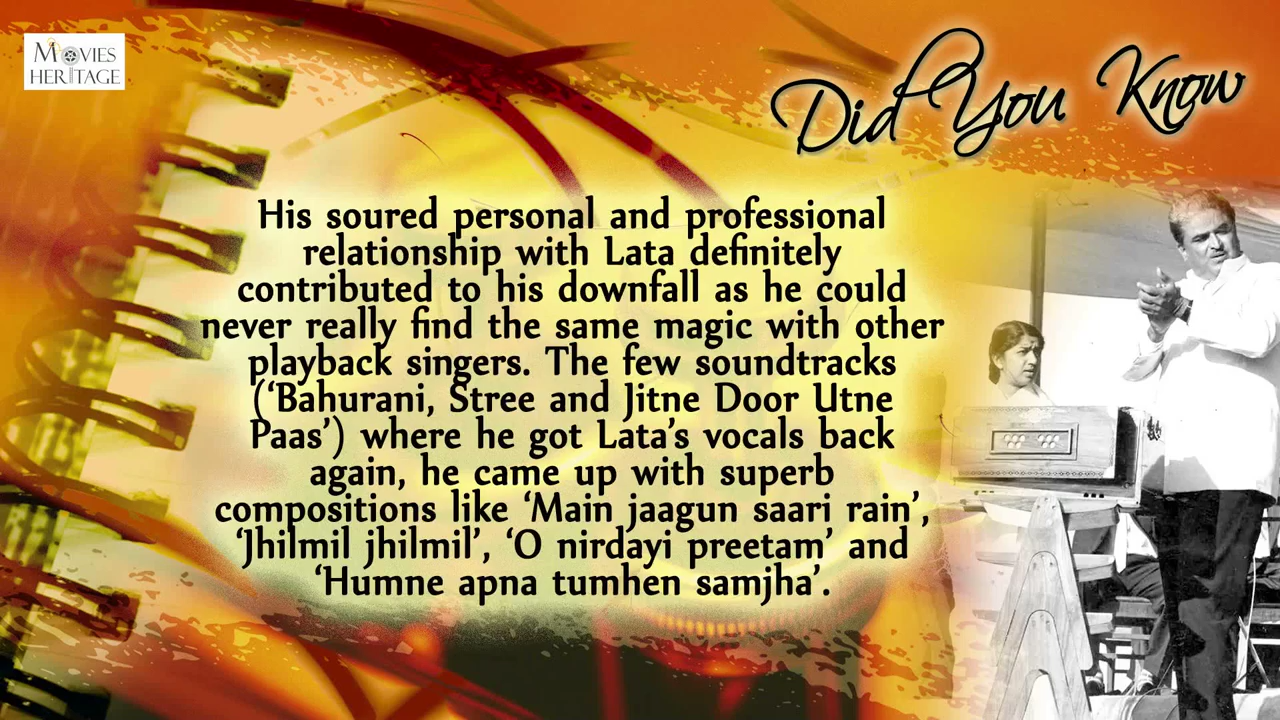 MOVIES
HERITAGE
Did You Know
His soured personal and professional
relationship with Lata definitely
contributed to his downfall as he could
never really find the same magic with other
playback singers. The few soundtracks
(‘Bahurani, Stree and Jitne Door Utne
Paas’) where he got Lata’s vocals back
again, he came up with superb
compositions like ‘Main jaagun saari rain’,
‘Jhilmil jhilmil’, ‘O nirdayi preetam’ and
‘Humne apna tumhen samjha’.